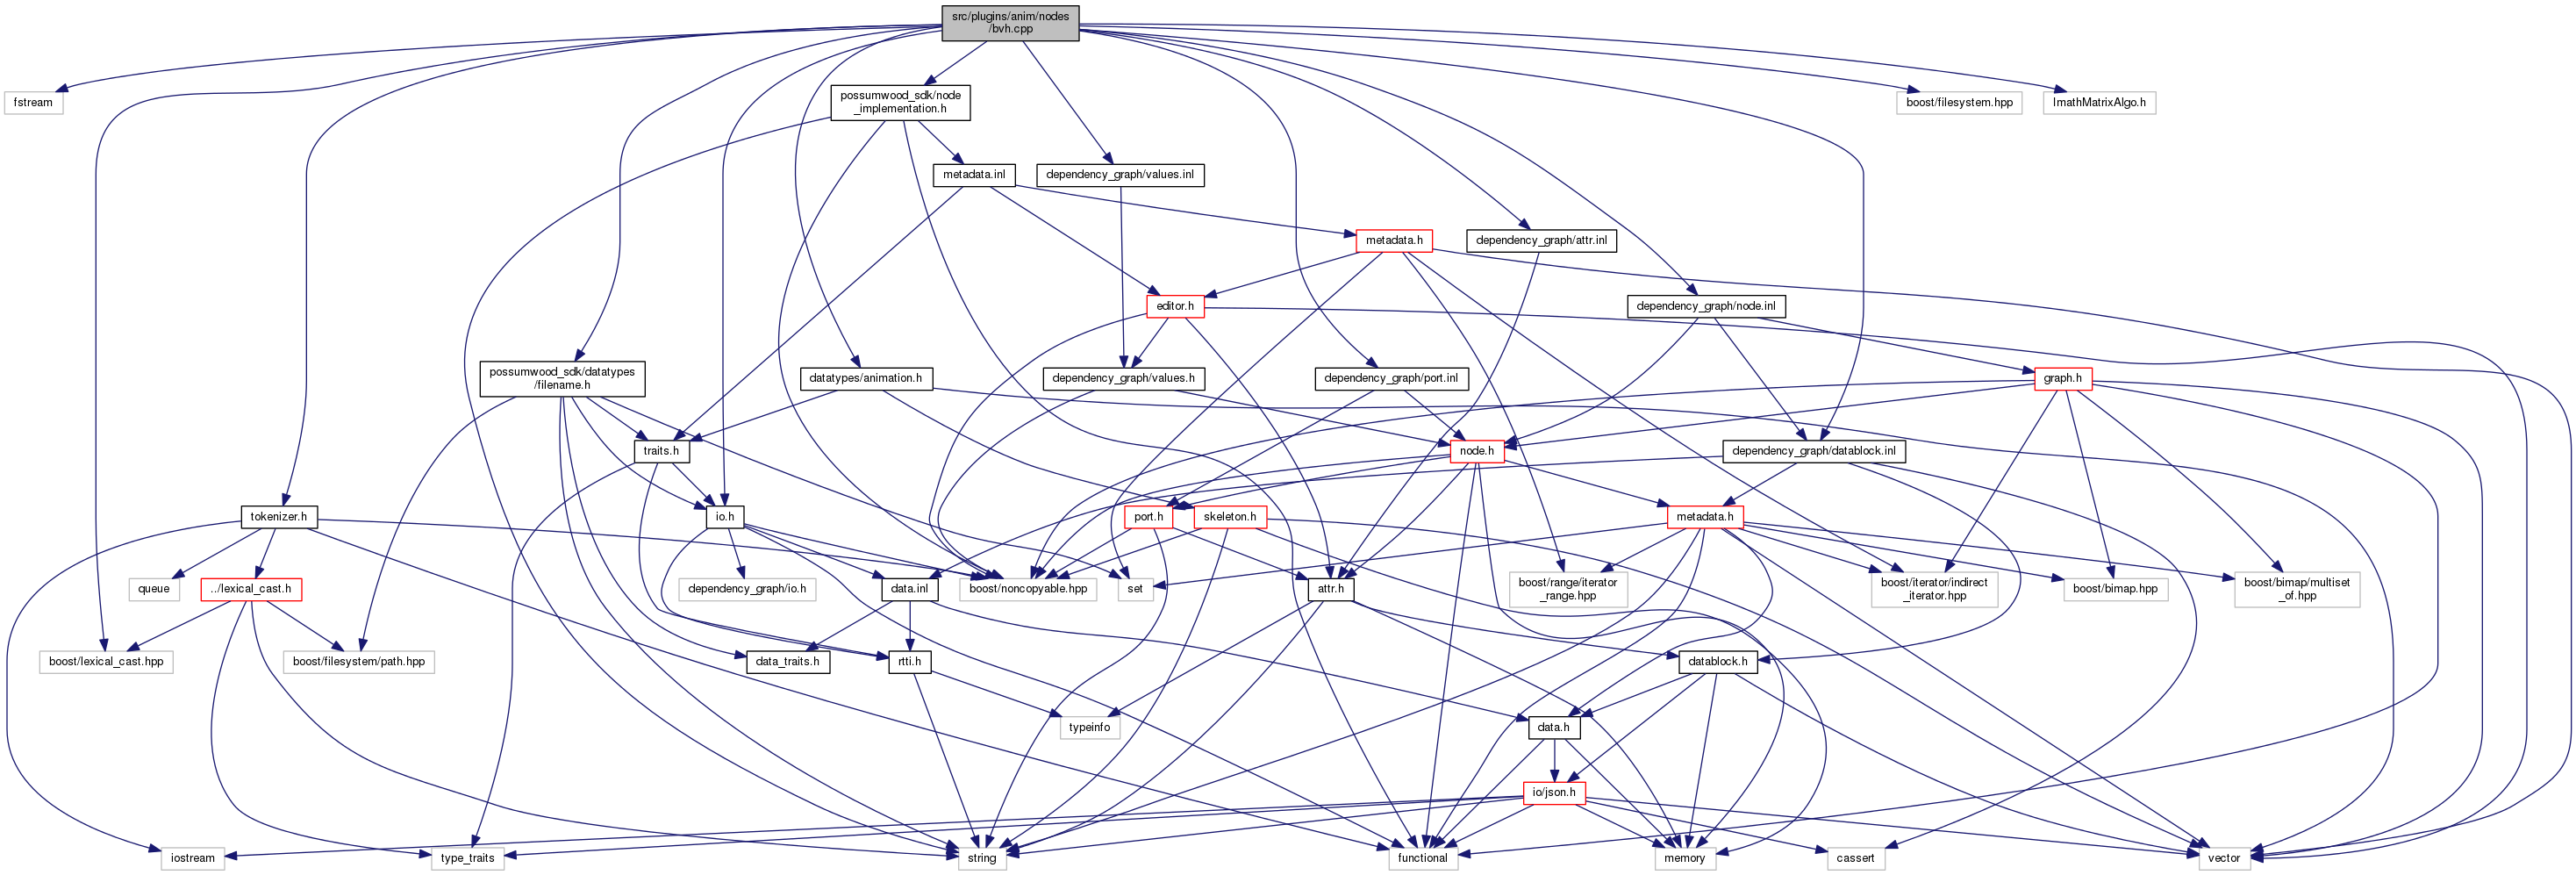 src/plugins/anim/nodes
/bvh.cpp
fstream
possumwood_sdk/node
_implementation.h
boost/filesystem.hpp
ImathMatrixAlgo.h
metadata.inl
dependency_graph/values.inl
metadata.h
dependency_graph/attr.inl
editor.h
dependency_graph/node.inl
possumwood_sdk/datatypes
/filename.h
datatypes/animation.h
dependency_graph/values.h
dependency_graph/port.inl
graph.h
traits.h
node.h
dependency_graph/datablock.inl
tokenizer.h
io.h
port.h
skeleton.h
metadata.h
queue
../lexical_cast.h
dependency_graph/io.h
data.inl
boost/noncopyable.hpp
set
attr.h
boost/range/iterator
_range.hpp
boost/iterator/indirect
_iterator.hpp
boost/bimap.hpp
boost/bimap/multiset
_of.hpp
boost/lexical_cast.hpp
boost/filesystem/path.hpp
data_traits.h
rtti.h
datablock.h
typeinfo
data.h
io/json.h
iostream
type_traits
string
functional
memory
cassert
vector